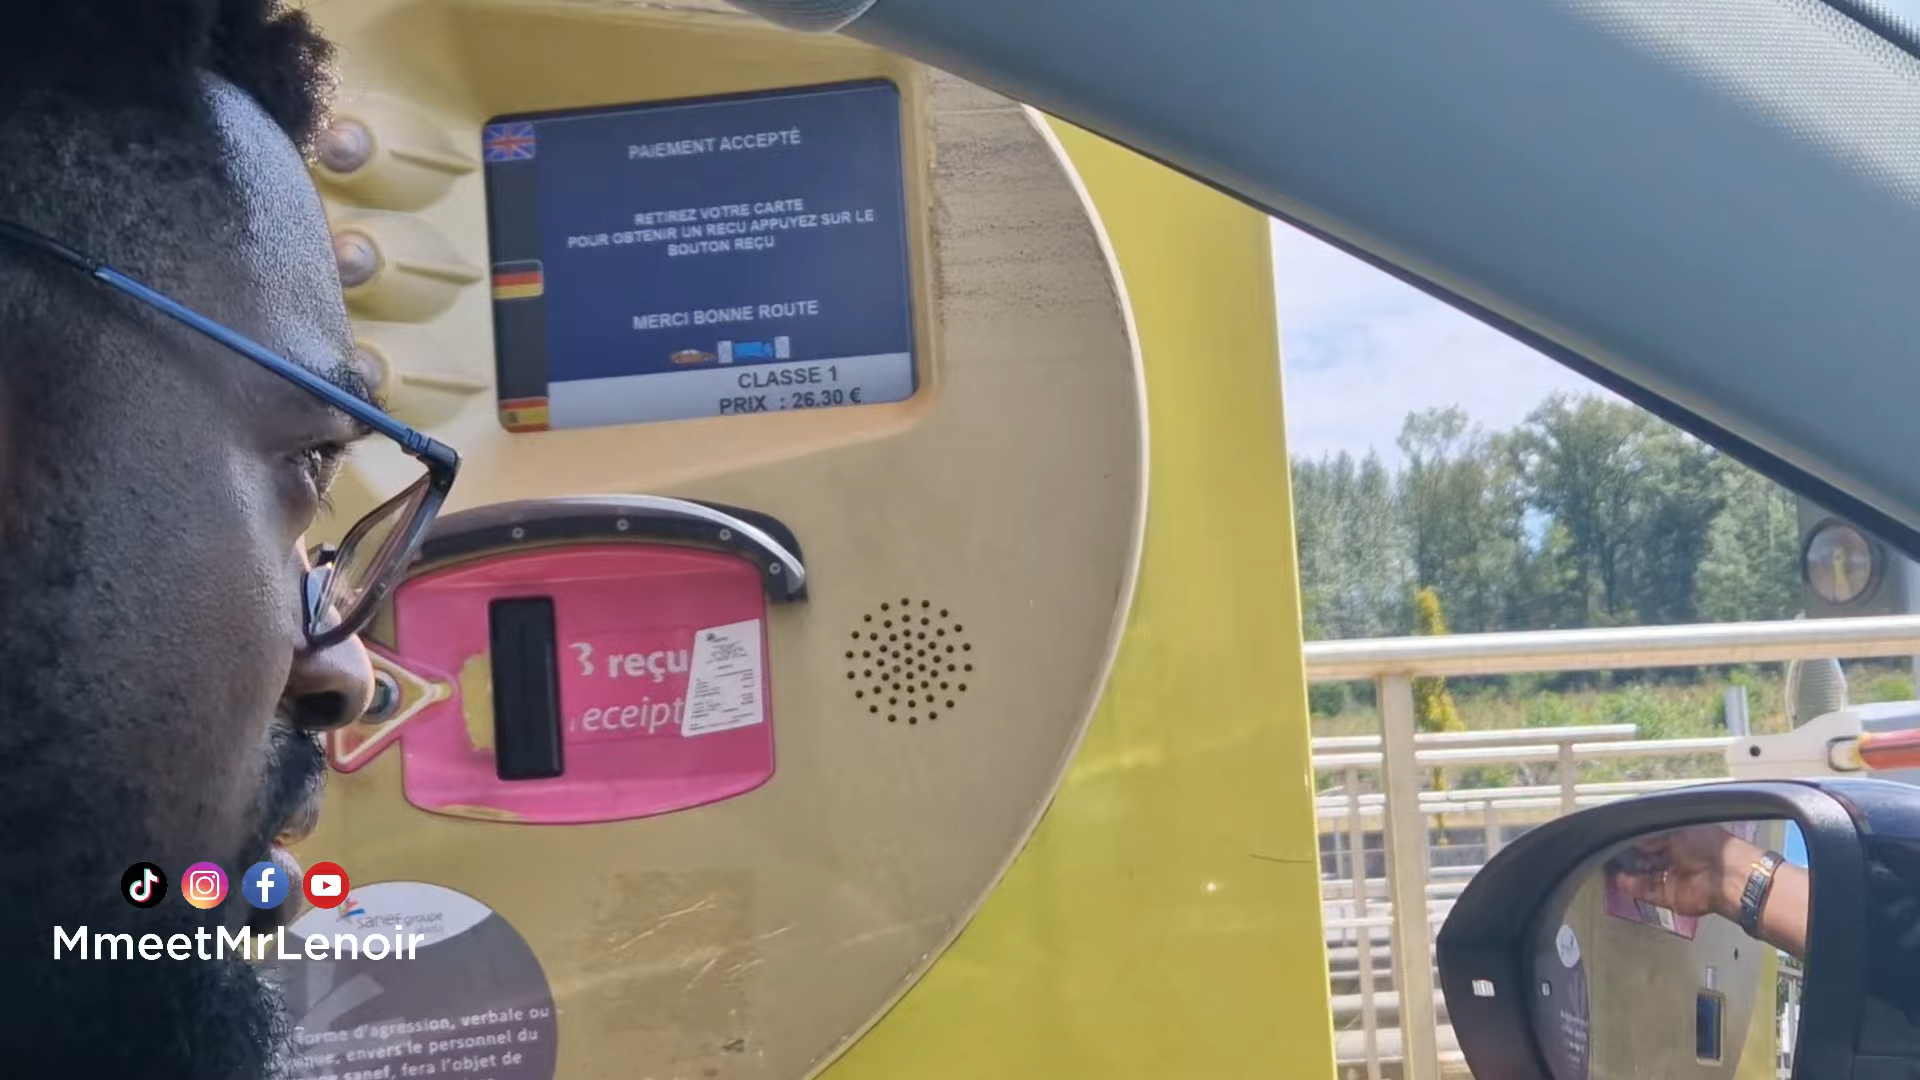 PAIEMENT ACCEPTÉ
RETIREZ VOTRE CARTE
POUR OBTENIR UN RECU APPUYEZ SUR LE
BOUTON REÇU
MERCI BONNE ROUTE
CLASSE 1
PRIX : 26.30 €
3 reçu
receipt
MmeetMrLenoir
sanef groupe
forme d'agression, verbale ou
envers le personnel du
sanef, fera l'objet de